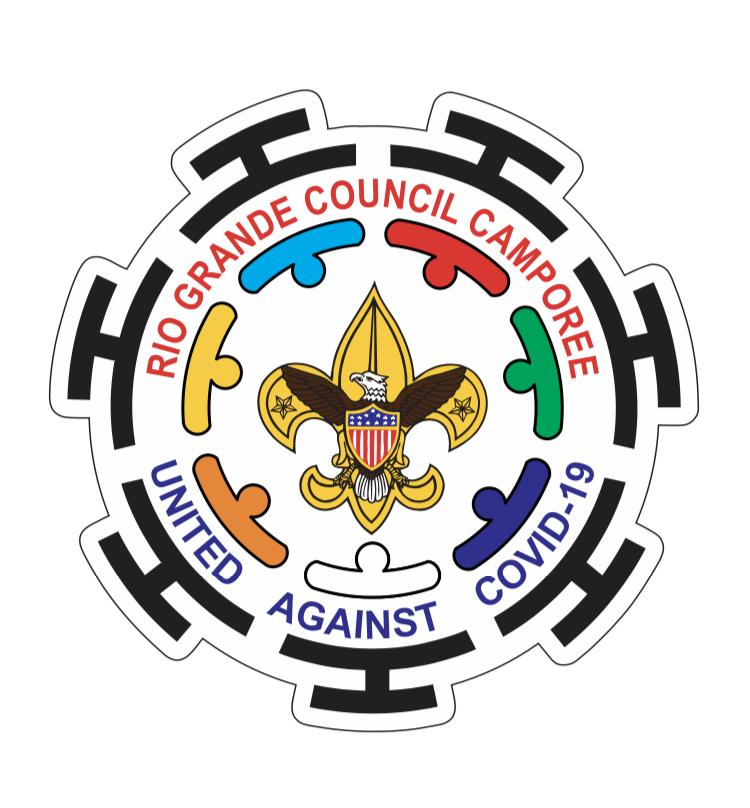 RIO GRANDE COUNCIL CAMPOREE
UNITED AGAINST COVID-19